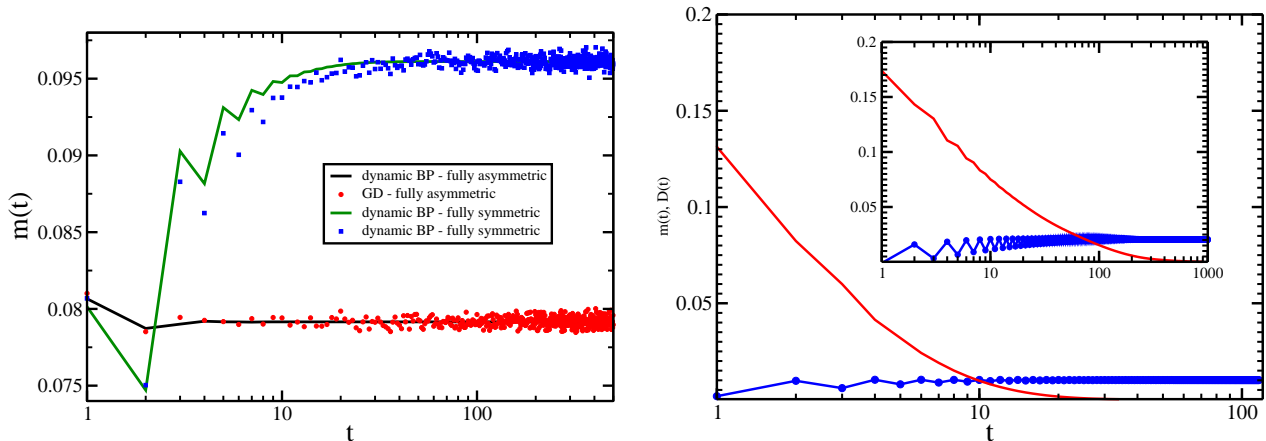 0.095
0.09
0.085
0.08
0.075
m(t)
1
10
100
t
dynamic BP - fully asymmetric
GD - fully asymmetric
dynamic BP - fully symmetric
dynamic BP - fully symmetric
0.2
0.15
0.1
0.05
m(t), D(t)
1
10
100
t
0.2
0.15
0.1
0.05
1
10
100
1000